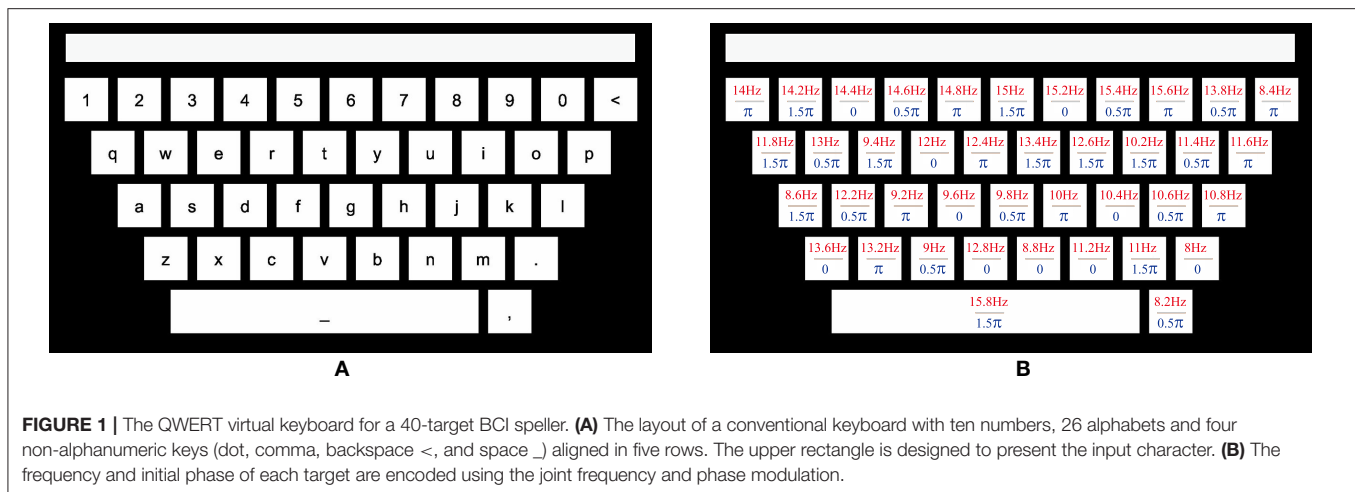 1 2 3 4 5 6 7 8 9 0 <
q w e r t y u i o p
a s d f g h j k l
z x c v b n m .
_ ,
A
14Hz 14.2Hz 14.4Hz 14.6Hz 14.8Hz 15Hz 15.2Hz 15.4Hz 15.6Hz 13.8Hz 8.4Hz
π 1.5π 0 0.5π π 1.5π 0 0.5π π 0.5π π
11.8Hz 13Hz 9.4Hz 12Hz 12.4Hz 13.4Hz 12.6Hz 10.2Hz 11.4Hz 11.6Hz
1.5π 0.5π 1.5π 0 π 1.5π 1.5π 1.5π 0.5π π
8.6Hz 12.2Hz 9.2Hz 9.6Hz 9.8Hz 10Hz 10.4Hz 10.6Hz 10.8Hz
1.5π 0.5π π 0 0.5π π 0 0.5π π
13.6Hz 13.2Hz 9Hz 12.8Hz 8.8Hz 11.2Hz 11Hz 8Hz
0 π 0.5π 0 0 0 1.5π 0
15.8Hz 8.2Hz
1.5π 0.5π
B
FIGURE 1 | The QWERT virtual keyboard for a 40-target BCI speller. (A) The layout of a conventional keyboard with ten numbers, 26 alphabets and four
non-alphanumeric keys (dot, comma, backspace <, and space _) aligned in five rows. The upper rectangle is designed to present the input character. (B) The
frequency and initial phase of each target are encoded using the joint frequency and phase modulation.